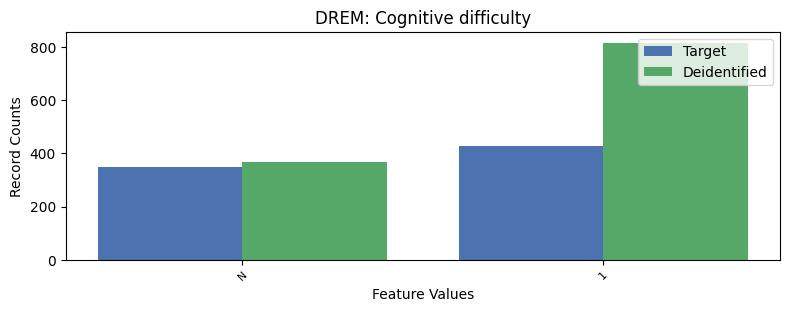 DREM: Cognitive difficulty
Target
Deidentified
Record Counts
800
600
400
200
0
N
1
Feature Values